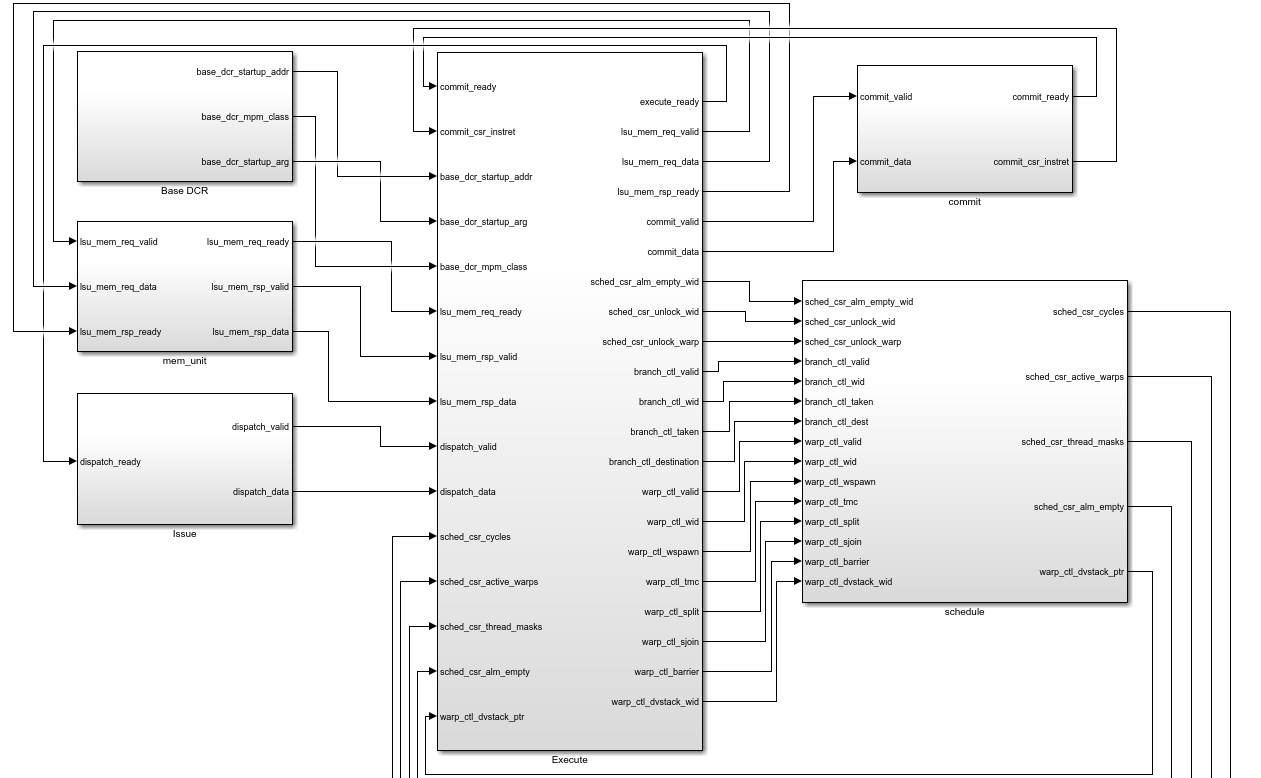 base_dcr_startup_addr
base_dcr_mpm_class
base_dcr_startup_arg
Base DCR
lsu_mem_req_valid
lsu_mem_req_data
lsu_mem_rsp_ready
lsu_mem_req_ready
lsu_mem_rsp_valid
lsu_mem_rsp_data
mem_unit
dispatch_ready
dispatch_valid
dispatch_data
Issue
commit_ready
commit_csr_instret
base_dcr_startup_addr
base_dcr_startup_arg
base_dcr_mpm_class
lsu_mem_req_ready
lsu_mem_rsp_valid
lsu_mem_rsp_data
dispatch_valid
dispatch_data
sched_csr_cycles
sched_csr_active_warps
sched_csr_thread_masks
sched_csr_alm_empty
warp_ctl_dvstack_ptr
execute_ready
lsu_mem_req_valid
lsu_mem_req_data
lsu_mem_rsp_ready
commit_valid
commit_data
sched_csr_alm_empty_wid
sched_csr_unlock_wid
sched_csr_unlock_warp
branch_ctl_valid
branch_ctl_wid
branch_ctl_taken
branch_ctl_destination
warp_ctl_valid
warp_ctl_wid
warp_ctl_wspawn
warp_ctl_tmc
warp_ctl_split
warp_ctl_sjoin
warp_ctl_barrier
warp_ctl_dvstack_wid
Execute
commit_valid
commit_data
commit_ready
commit_csr_instret
commit
sched_csr_alm_empty_wid
sched_csr_unlock_wid
sched_csr_unlock_warp
branch_ctl_valid
branch_ctl_wid
branch_ctl_taken
branch_ctl_dest
warp_ctl_valid
warp_ctl_wid
warp_ctl_wspawn
warp_ctl_tmc
warp_ctl_split
warp_ctl_sjoin
warp_ctl_barrier
warp_ctl_dvstack_wid
sched_csr_cycles
sched_csr_active_warps
sched_csr_thread_masks
sched_csr_alm_empty
warp_ctl_dvstack_ptr
schedule